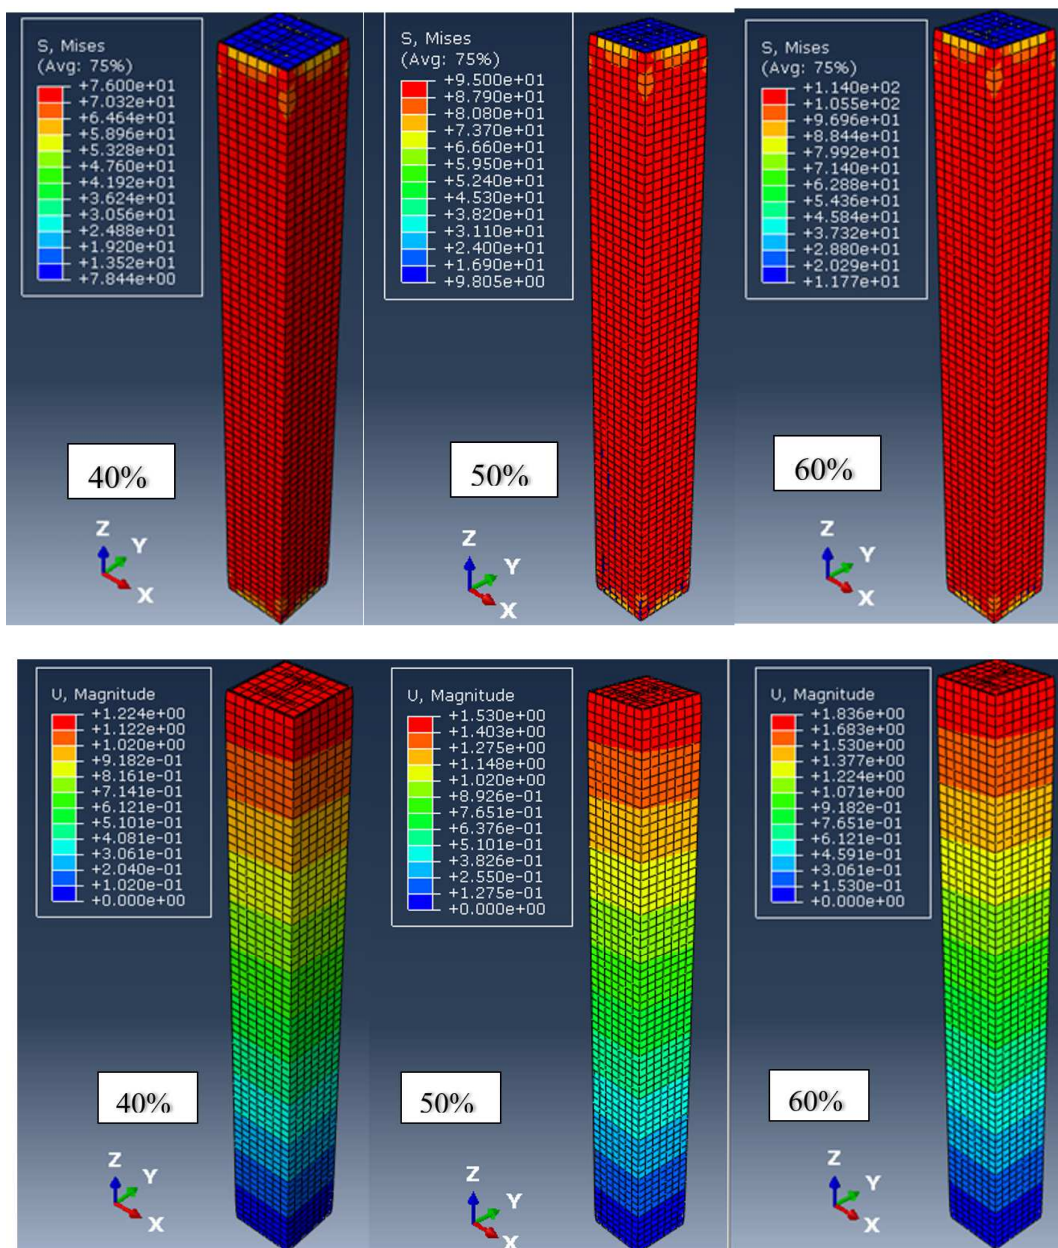 S, Mises
(Avg: 75%)
+7.600e+01
+7.032e+01
+6.464e+01
+5.896e+01
+5.328e+01
+4.760e+01
+4.192e+01
+3.624e+01
+3.056e+01
+2.488e+01
+1.920e+01
+1.352e+01
+7.844e+00
40%
Z
Y
X
S, Mises
(Avg: 75%)
+9.500e+01
+8.790e+01
+8.080e+01
+7.370e+01
+6.660e+01
+5.950e+01
+5.240e+01
+4.530e+01
+3.820e+01
+3.110e+01
+2.400e+01
+1.690e+01
+9.805e+00
50%
Z
Y
X
S, Mises
(Avg: 75%)
+1.140e+02
+1.055e+02
+9.696e+01
+8.844e+01
+7.992e+01
+7.140e+01
+6.288e+01
+5.436e+01
+4.584e+01
+3.732e+01
+2.880e+01
+2.029e+01
+1.177e+01
60%
Z
Y
X
U, Magnitude
+1.224e+00
+1.122e+00
+1.020e+00
+9.182e-01
+8.161e-01
+7.141e-01
+6.121e-01
+5.101e-01
+4.081e-01
+3.061e-01
+2.040e-01
+1.020e-01
+0.000e+00
40%
Z
Y
X
U, Magnitude
+1.530e+00
+1.403e+00
+1.275e+00
+1.148e+00
+1.020e+00
+8.926e-01
+7.651e-01
+6.376e-01
+5.101e-01
+3.826e-01
+2.550e-01
+1.275e-01
+0.000e+00
50%
Z
Y
X
U, Magnitude
+1.836e+00
+1.683e+00
+1.530e+00
+1.377e+00
+1.224e+00
+1.071e+00
+9.182e-01
+7.651e-01
+6.121e-01
+4.591e-01
+3.061e-01
+1.530e-01
+0.000e+00
60%
Z
Y
X